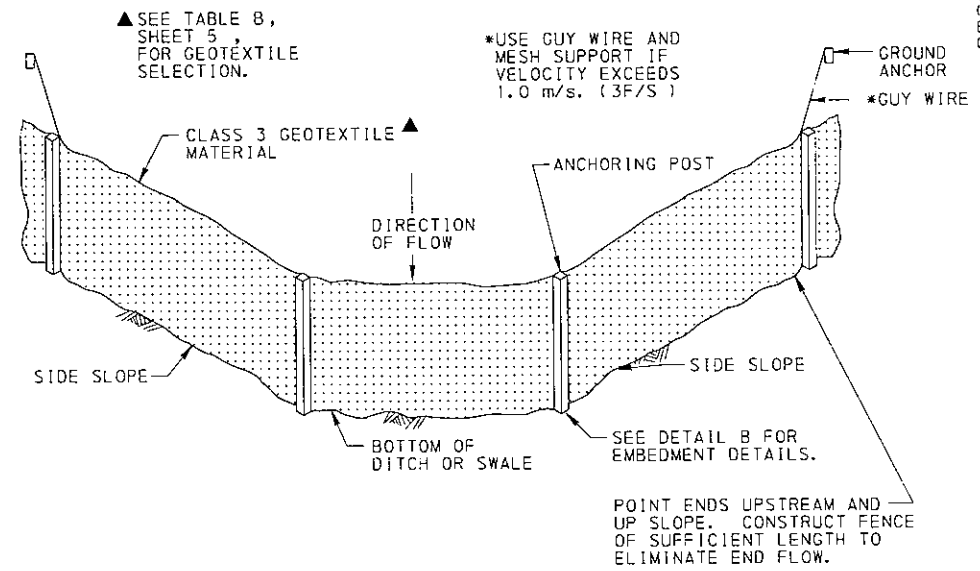 ▲ SEE TABLE 8,
SHEET 5 ,
FOR GEOTEXTILE
SELECTION.
*USE GUY WIRE AND
MESH SUPPORT IF
VELOCITY EXCEEDS
1.0 m/s. (3F/S )
GROUND
ANCHOR
*GUY WIRE
CLASS 3 GEOTEXTILE ▲
MATERIAL
ANCHORING POST
DIRECTION
OF FLOW
SIDE SLOPE
SIDE SLOPE
BOTTOM OF
DITCH OR SWALE
SEE DETAIL B FOR
EMBEDMENT DETAILS.
POINT ENDS UPSTREAM AND
UP SLOPE. CONSTRUCT FENCE
OF SUFFICIENT LENGTH TO
ELIMINATE END FLOW.